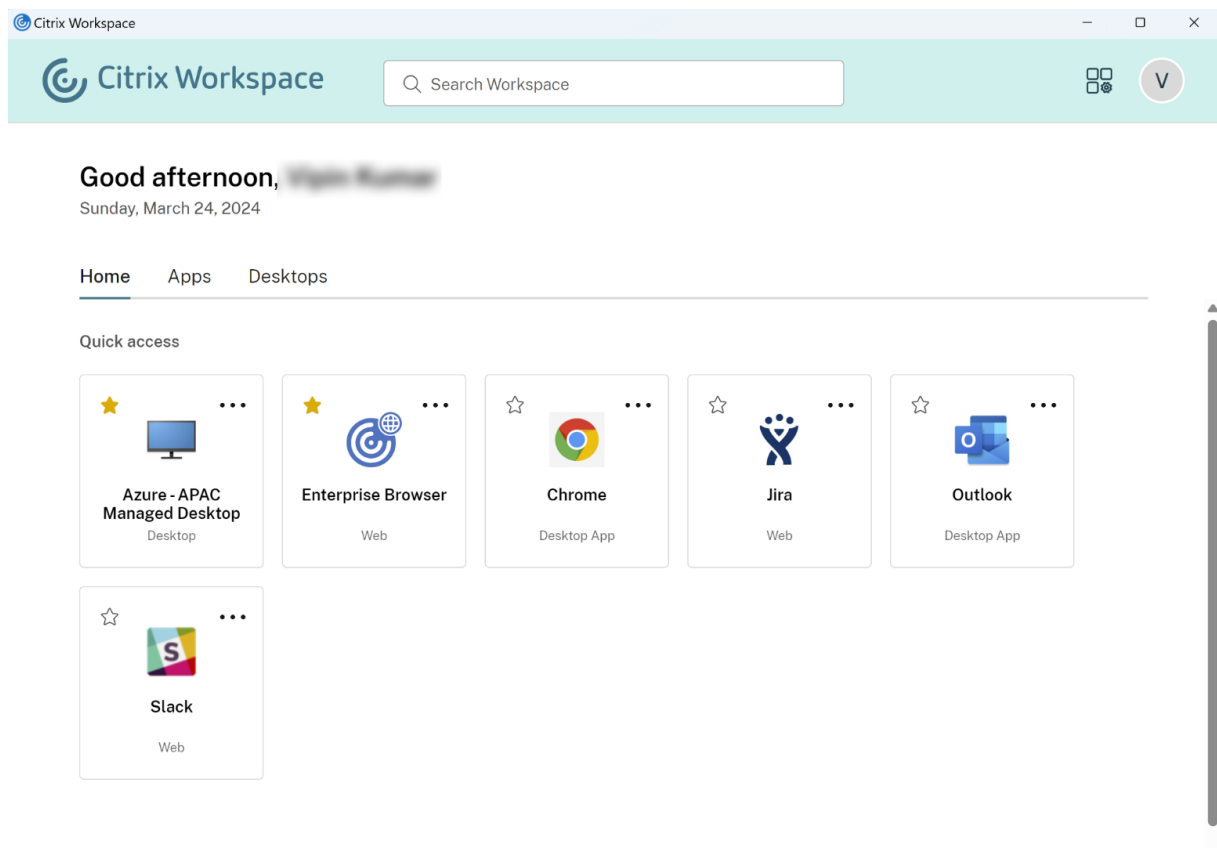 Citrix Workspace
Citrix Workspace
Search Workspace
V
Good afternoon,
Sunday, March 24, 2024
Home Apps Desktops
Quick access
Azure - APAC
Managed Desktop
Desktop
Enterprise Browser
Web
Chrome
Desktop App
Jira
Web
O
Outlook
Desktop App
S
Slack
Web